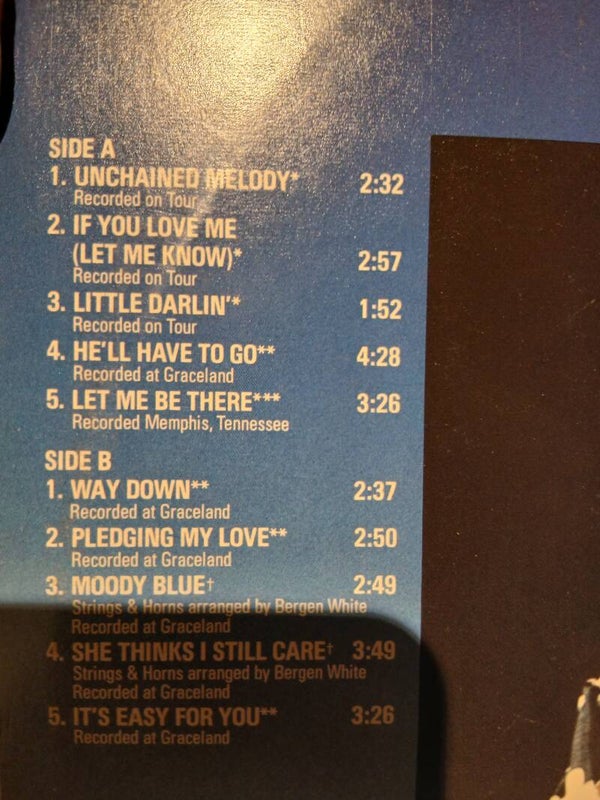 SIDE A
1. UNCHAINED MELODY* 2:32
Recorded on Tour
2. IF YOU LOVE ME
(LET ME KNOW)* 2:57
Recorded on Tour
3. LITTLE DARLIN'* 1:52
Recorded on Tour
4. HE'LL HAVE TO GO** 4:28
Recorded at Graceland
5. LET ME BE THERE*** 3:26
Recorded Memphis, Tennessee
SIDE B
1. WAY DOWN** 2:37
Recorded at Graceland
2. PLEDGING MY LOVE** 2:50
Recorded at Graceland
3. MOODY BLUE† 2:49
Strings & Horns arranged by Bergen White
Recorded at Graceland
4. SHE THINKS I STILL CARE† 3:49
Strings & Horns arranged by Bergen White
Recorded at Graceland
5. IT'S EASY FOR YOU** 3:26
Recorded at Graceland